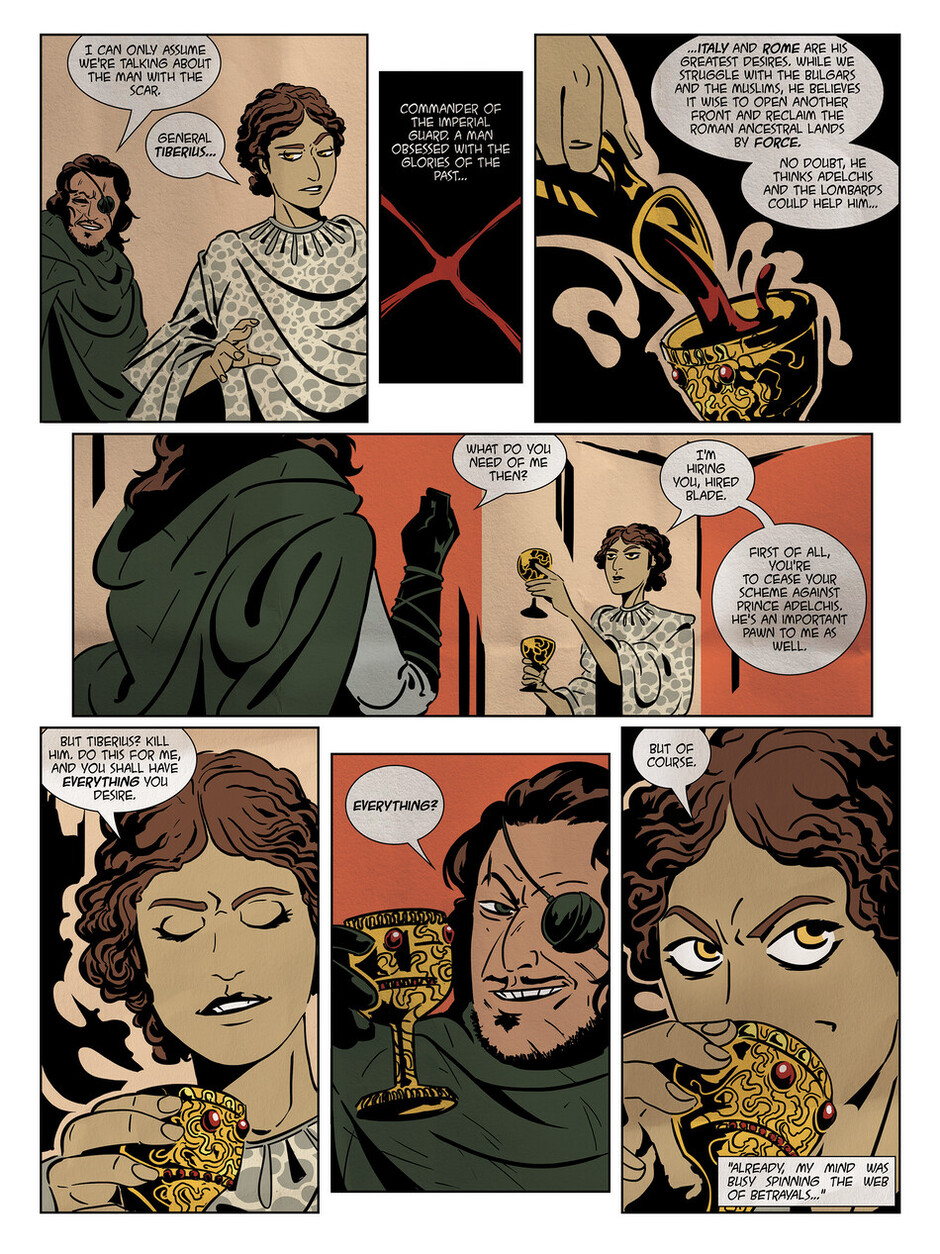 I CAN ONLY ASSUME
WE'RE TALKING ABOUT
THE MAN WITH THE
SCAR.
GENERAL
TIBERIUS...
COMMANDER OF
THE IMPERIAL
GUARD. A MAN
OBSESSED WITH THE
GLORIES OF THE
PAST...
...ITALY AND ROME ARE HIS
GREATEST DESIRES. WHILE WE
STRUGGLE WITH THE BULGARS
AND THE MUSLIMS, HE BELIEVES
IT WISE TO OPEN ANOTHER
FRONT AND RECLAIM THE
ROMAN ANCESTRAL LANDS
BY FORCE.
NO DOUBT, HE
THINKS ADELCHIS
AND THE LOMBARDS
COULD HELP HIM...
WHAT DO YOU
NEED OF ME
THEN?
I'M
HIRING
YOU, HIRED
BLADE.
FIRST OF ALL,
YOU'RE
TO CEASE YOUR
SCHEME AGAINST
PRINCE ADELCHIS.
HE'S AN IMPORTANT
PAWN TO ME AS
WELL.
BUT TIBERIUS? KILL
HIM. DO THIS FOR ME,
AND YOU SHALL HAVE
EVERYTHING YOU
DESIRE.
EVERYTHING?
BUT OF
COURSE.
"ALREADY, MY MIND WAS
BUSY SPINNING THE WEB
OF BETRAYALS..."